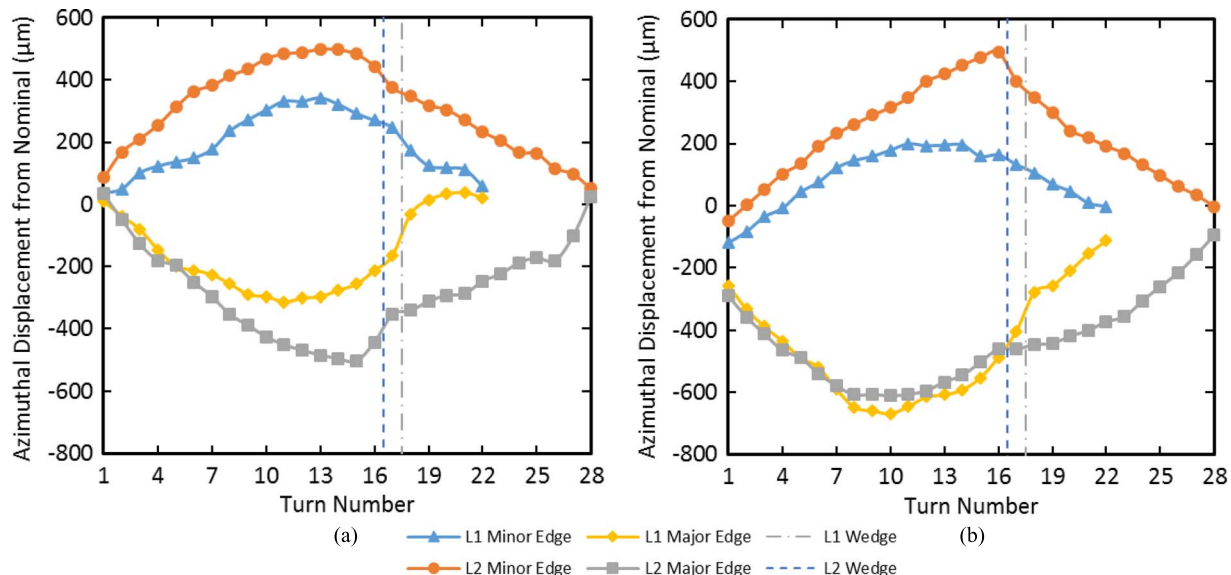 Azimuthal Displacement from Nominal (µm)
600
400
200
0
-200
-400
-600
-800
1 4 7 10 13 16 19 22 26 28
Turn Number
(a)
Azimuthal Displacement from Nominal (µm)
600
400
200
0
-200
-400
-600
-800
1 4 7 10 13 16 19 22 25 28
Turn Number
(b)
L1 Minor Edge L1 Major Edge L1 Wedge
L2 Minor Edge L2 Major Edge L2 Wedge